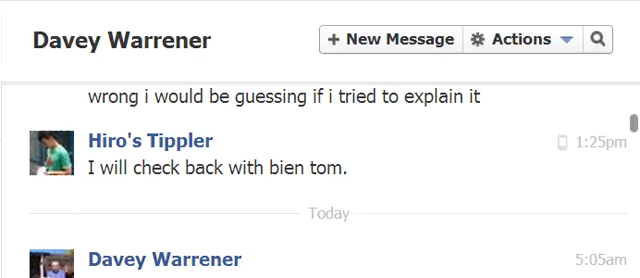 Davey Warrener
New Message
Actions
wrong i would be guessing if i tried to explain it
Hiro's Tippler
1:25pm
I will check back with bien tom.
Today
Davey Warrener
5:05am